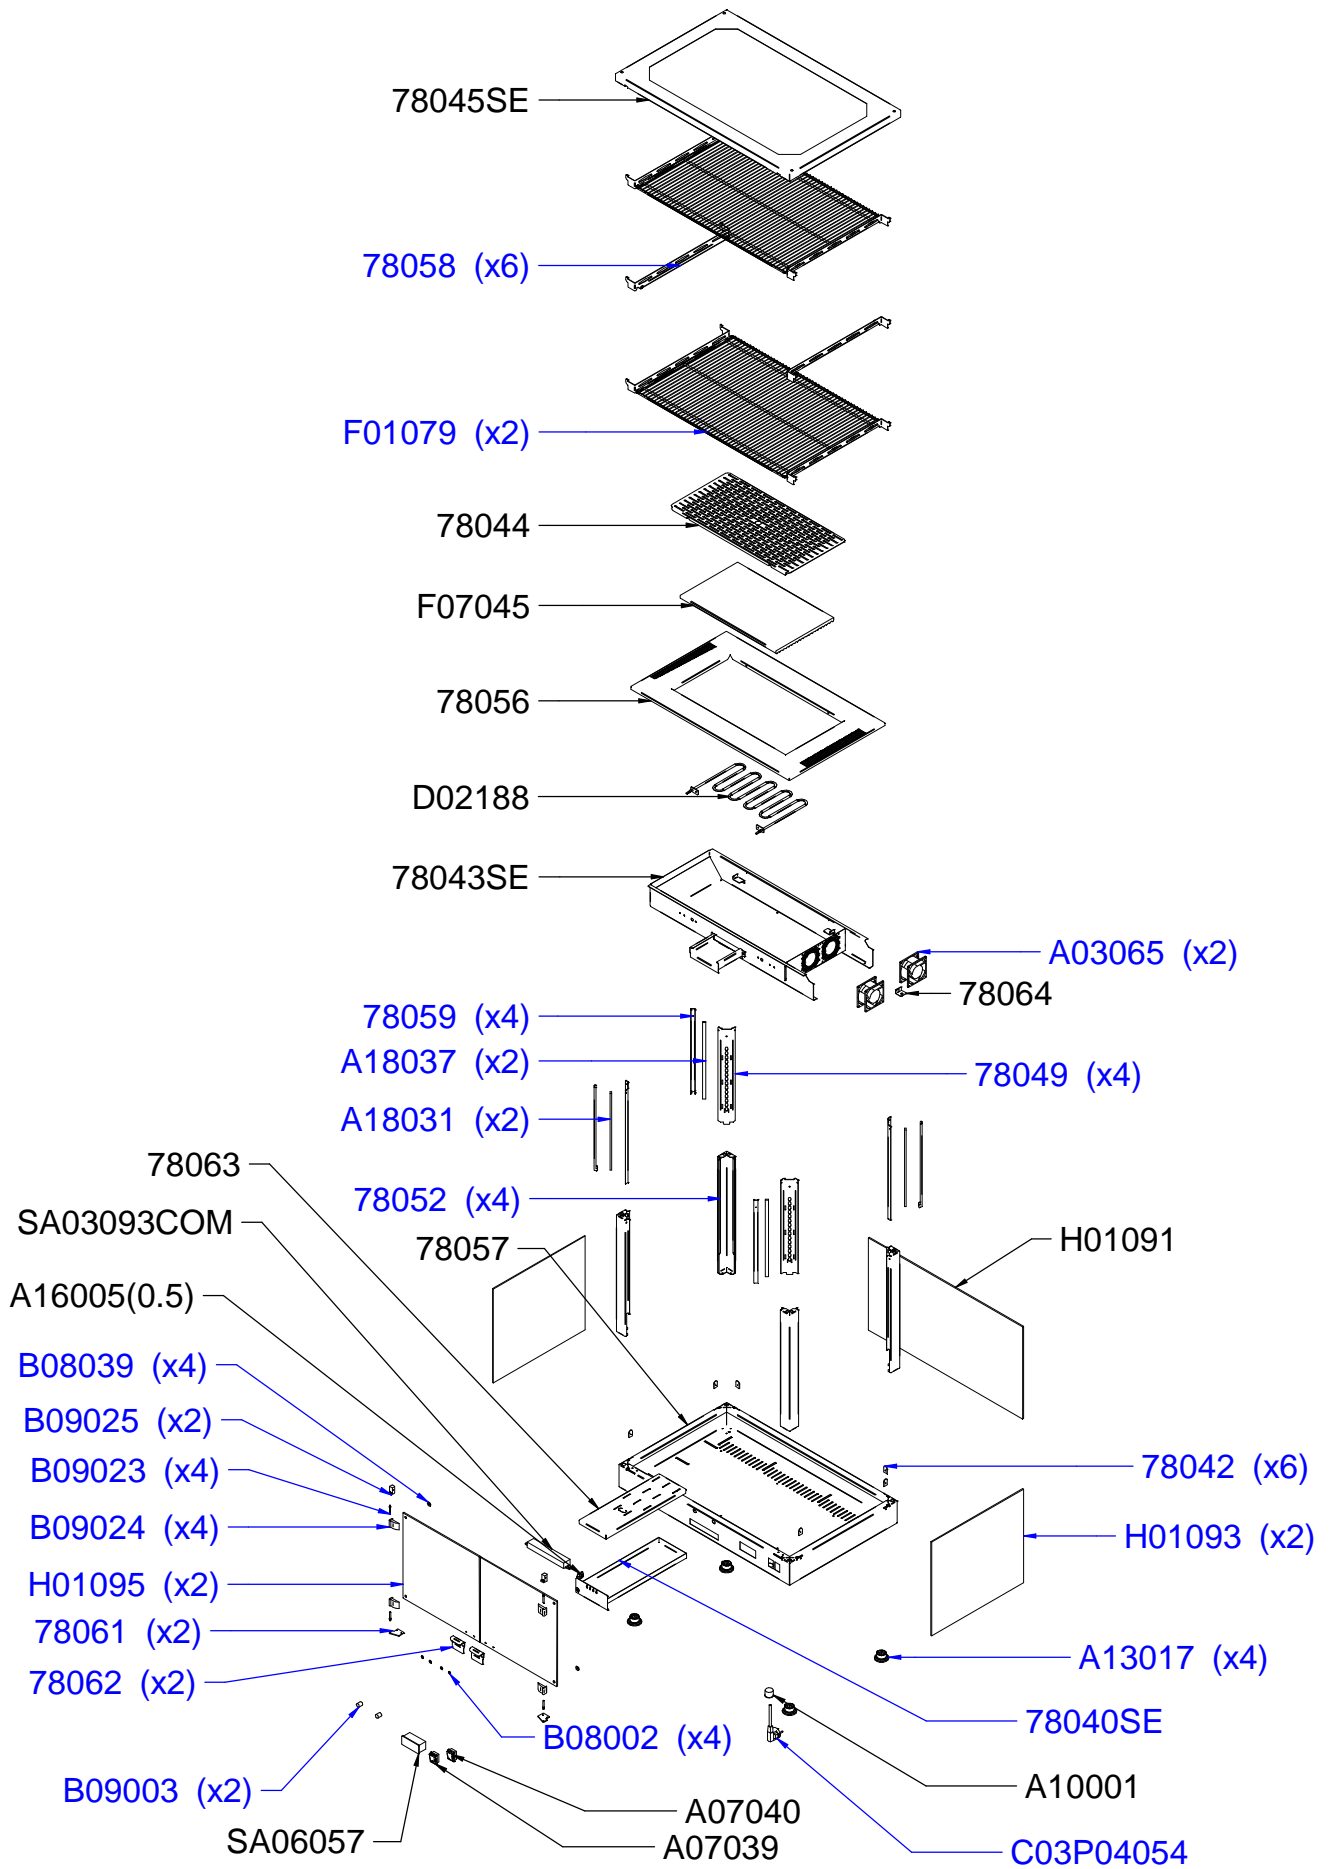 78045SE
78058 (x6)
F01079 (x2)
78044
F07045
78056
D02188
78043SE
A03065 (x2)
78064
78059 (x4)
A18037 (x2)
78049 (x4)
A18031 (x2)
78063
78052 (x4)
SA03093COM
78057
H01091
A16005(0.5)
B08039 (x4)
B09025 (x2)
B09023 (x4)
78042 (x6)
B09024 (x4)
H01093 (x2)
H01095 (x2)
78061 (x2)
A13017 (x4)
78062 (x2)
78040SE
B08002 (x4)
B09003 (x2)
A10001
A07040
SA06057
A07039
C03P04054